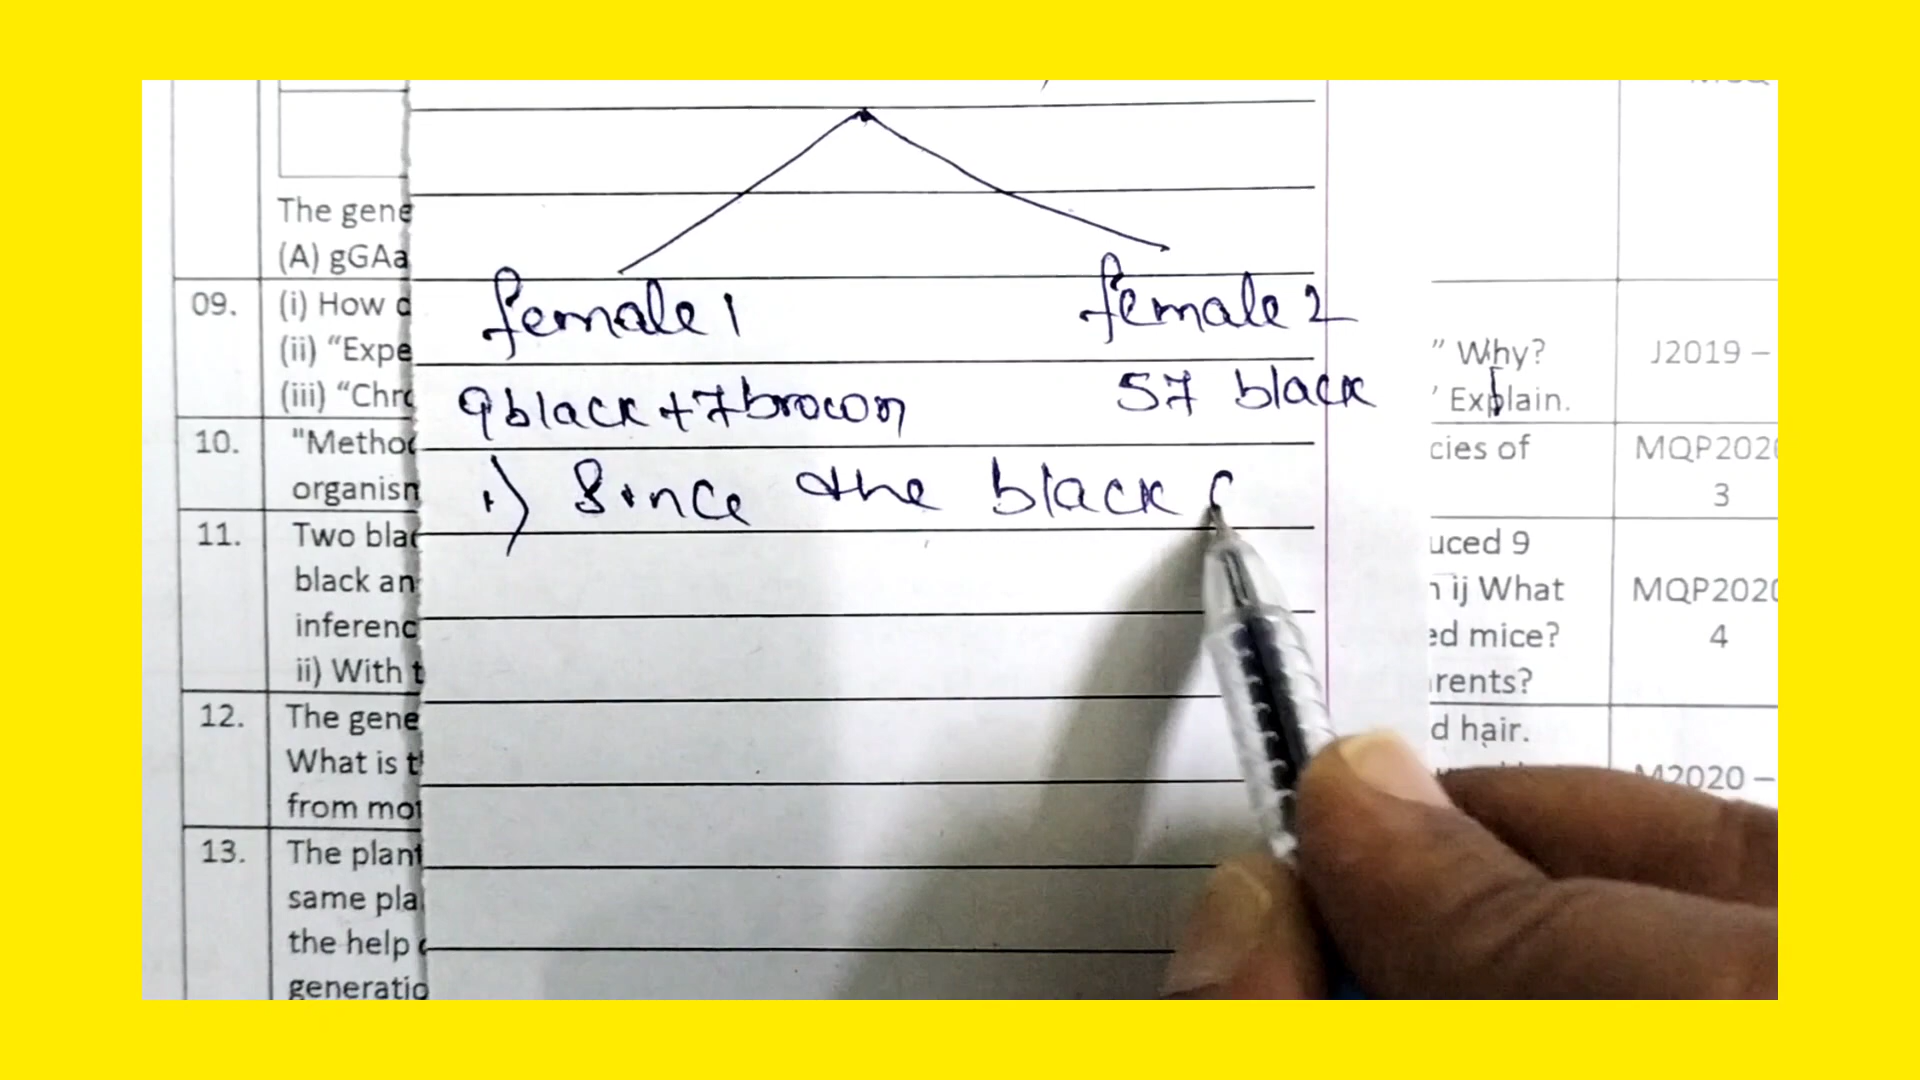 The gene
(A) gGAa
09.
(i) How
(ii) “Expe
(iii) “Chro
” Why?
’ Explain.
J2019 –
10.
"Method
organism
cies of
MQP2020
3
11.
Two blac
black an
inferenc
ii) With t
uced 9
n ij What
ed mice?
rents?
MQP2020
4
12.
The gene
What is t
from mot
d hair.
M2020 –
13.
The plant
same pla
the help
generatio
female 1
female 2
9 black + 7 brown
57 black
i) Since the black